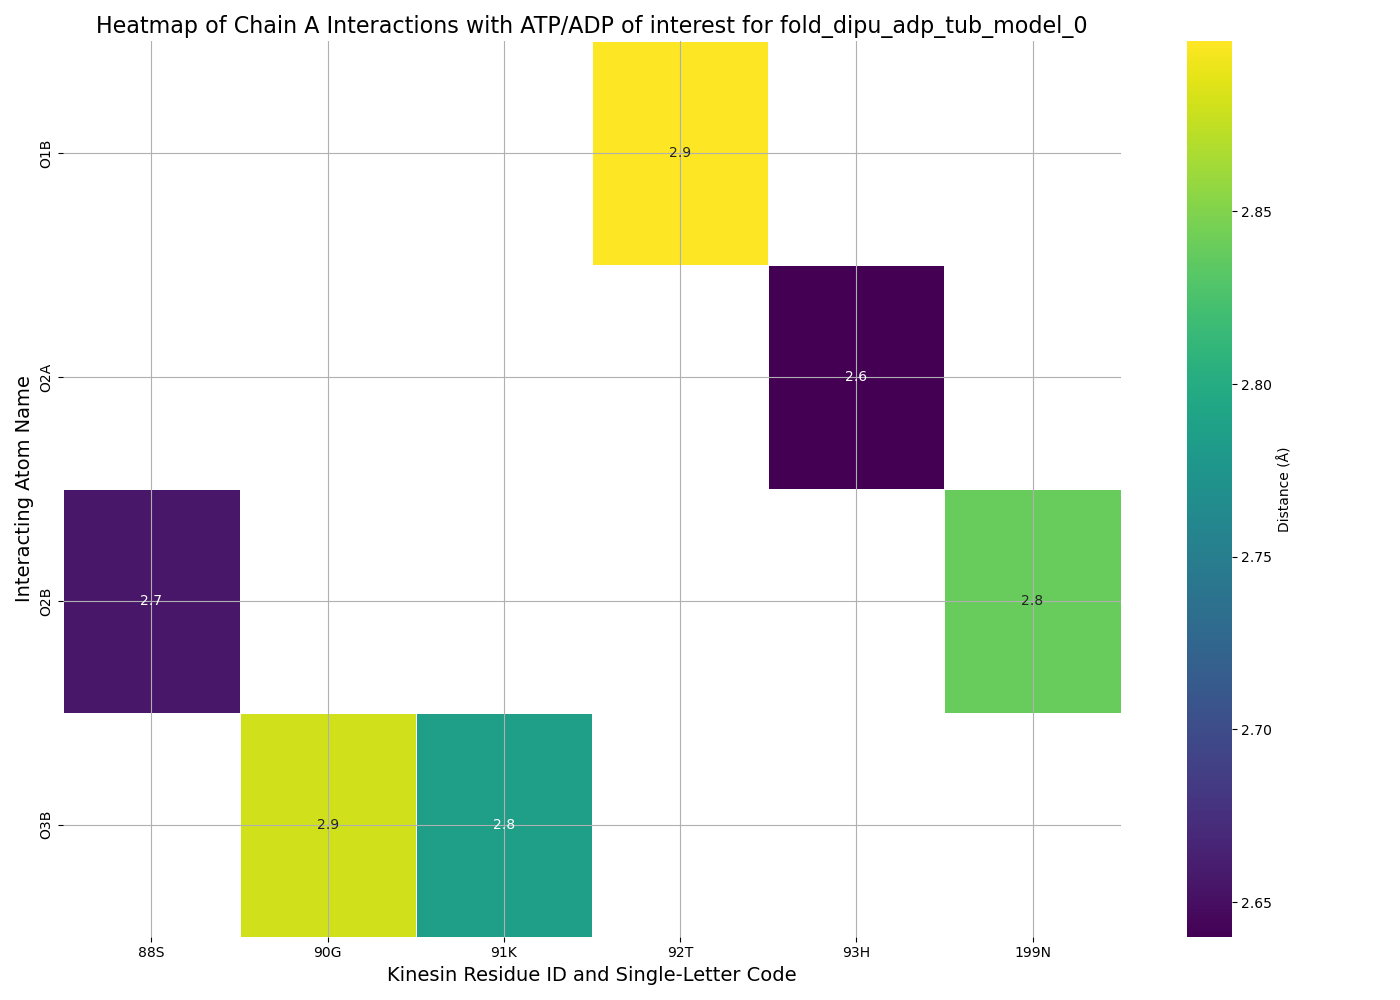 Heatmap of Chain A Interactions with ATP/ADP of interest for fold_dipu_adp_tub_model_0
Interacting Atom Name
O1B
O2A
O2B
O3B
2.9
2.6
2.7
2.8
2.9
2.8
88S
90G
91K
92T
93H
199N
Kinesin Residue ID and Single-Letter Code
2.85
2.80
2.75
2.70
2.65
Distance (Å)